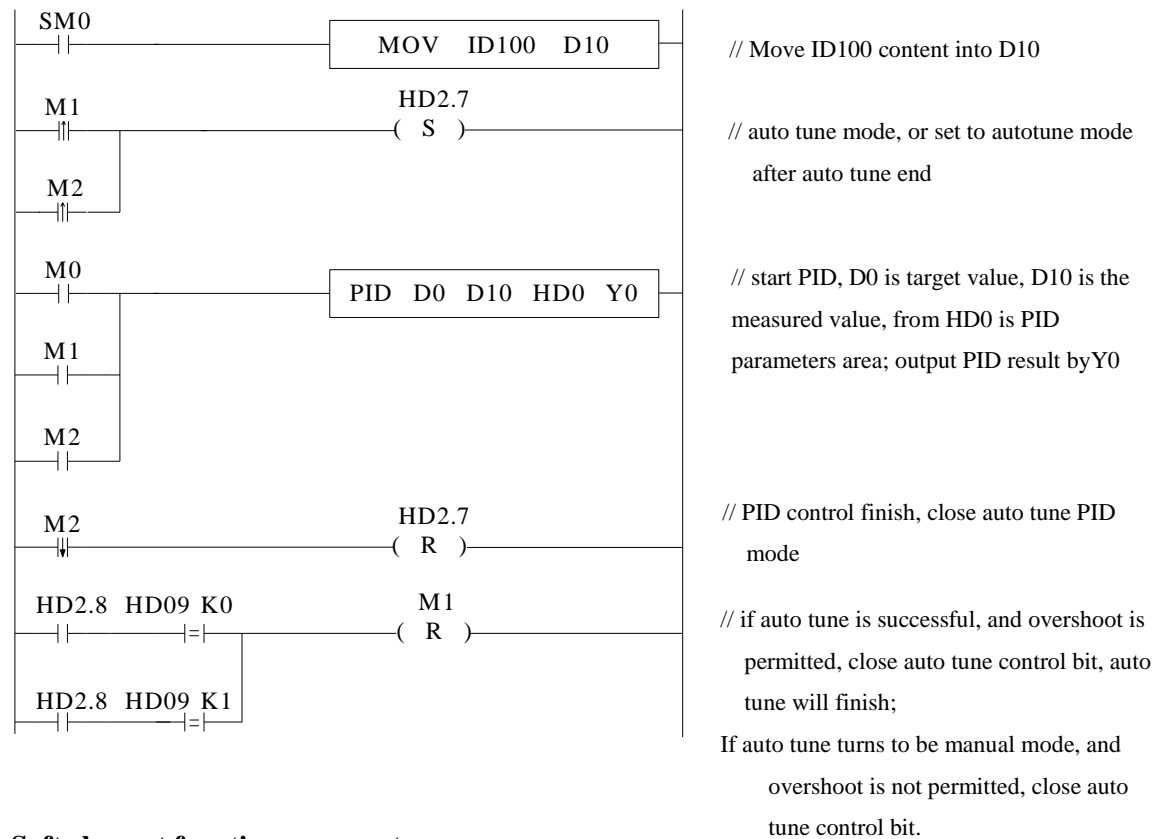 SM0
MOV ID100 D10
// Move ID100 content into D10
M1
HD2.7
( S )
// auto tune mode, or set to autotune mode
after auto tune end
M2
M0
PID D0 D10 HD0 Y0
// start PID, D0 is target value, D10 is the
measured value, from HD0 is PID
parameters area; output PID result byY0
M1
M2
M2
HD2.7
( R )
// PID control finish, close auto tune PID
mode
HD2.8 HD09 K0
=
M1
( R )
// if auto tune is successful, and overshoot is
permitted, close auto tune control bit, auto
tune will finish;
HD2.8 HD09 K1
=
If auto tune turns to be manual mode, and
overshoot is not permitted, close auto
tune control bit.